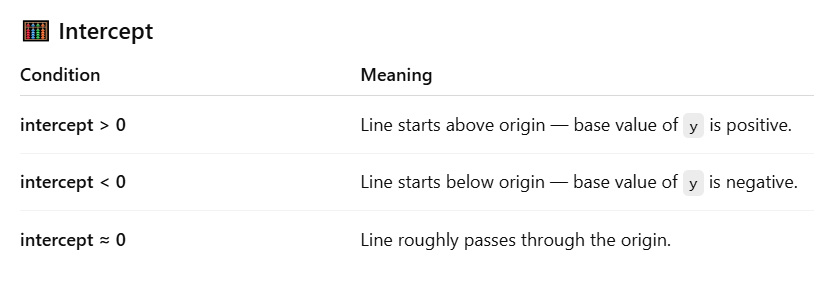 🧮 Intercept
Condition Meaning
intercept > 0 Line starts above origin — base value of y is positive.
intercept < 0 Line starts below origin — base value of y is negative.
intercept ≈ 0 Line roughly passes through the origin.